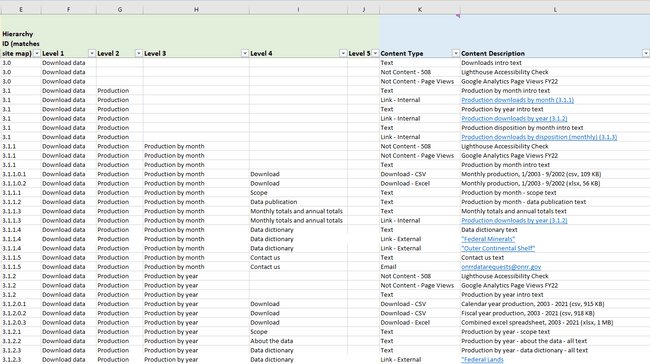 E F G H I J K L
Hierarchy ID (matches site map) Level 1 Level 2 Level 3 Level 4 Level 5 Content Type Content Description
3.0 Download data Text Downloads intro text
3.0 Download data Not Content - 508 Lighthouse Accessibility Check
3.0 Download data Not Content - Page Views Google Analytics Page Views FY22
3.1 Download data Production Text Production by month intro text
3.1 Download data Production Link - Internal Production downloads by month (3.1.1)
3.1 Download data Production Text Production by year intro text
3.1 Download data Production Link - Internal Production downloads by year (3.1.2)
3.1 Download data Production Text Production disposition by month intro text
3.1 Download data Production Link - Internal Production downloads by disposition (monthly) (3.1.3)
3.1.1 Download data Production Production by month Not Content - 508 Lighthouse Accessibility Check
3.1.1 Download data Production Production by month Not Content - Page Views Google Analytics Page Views FY22
3.1.1 Download data Production Production by month Text Production by month intro text
3.1.1.0.1 Download data Production Production by month Download Download - CSV Monthly production, 1/2003 - 9/2022 (csv, 109 KB)
3.1.1.0.2 Download data Production Production by month Download Download - Excel Monthly production, 1/2003 - 9/2002 (xlsx, 56 KB)
3.1.1.1 Download data Production Production by month Scope Text Production by month - scope text
3.1.1.2 Download data Production Production by month Data publication Text Production by month - data publication text
3.1.1.3 Download data Production Production by month Monthly totals and annual totals Text Monthly totals and annual totals text
3.1.1.3 Download data Production Production by month Monthly totals and annual totals Link - Internal Production downloads by year (3.1.2)
3.1.1.4 Download data Production Production by month Data dictionary Text Data dictionary text
3.1.1.4 Download data Production Production by month Data dictionary Link - External "Federal Minerals"
3.1.1.4 Download data Production Production by month Data dictionary Link - External "Outer Continental Shelf"
3.1.1.5 Download data Production Production by month Contact us Text Contact us text
3.1.1.5 Download data Production Production by month Contact us Email onrrdatarequests@onrr.gov
3.1.2 Download data Production Production by year Not Content - 508 Lighthouse Accessibility Check
3.1.2 Download data Production Production by year Not Content - Page Views Google Analytics Page Views FY22
3.1.2 Download data Production Production by year Text Production by year intro text
3.1.2.0.1 Download data Production Production by year Download Download - CSV Calendar year production, 2003 - 2021 (csv, 915 KB)
3.1.2.0.2 Download data Production Production by year Download Download - CSV Fiscal year production, 2003 - 2021 (csv, 918 KB)
3.1.2.0.3 Download data Production Production by year Download Download - Excel Combined excel spreadsheet, 2003 - 2021 (xlsx, 1 MB)
3.1.2.1 Download data Production Production by year Scope Text Production by year - scope text
3.1.2.2 Download data Production Production by year About the data Text Production by year - about the data - all text
3.1.2.3 Download data Production Production by year Data dictionary Text Production by year - data dictionary - all text
3.1.2.3 Download data Production Production by year Data dictionary Link - External "Federal Lands